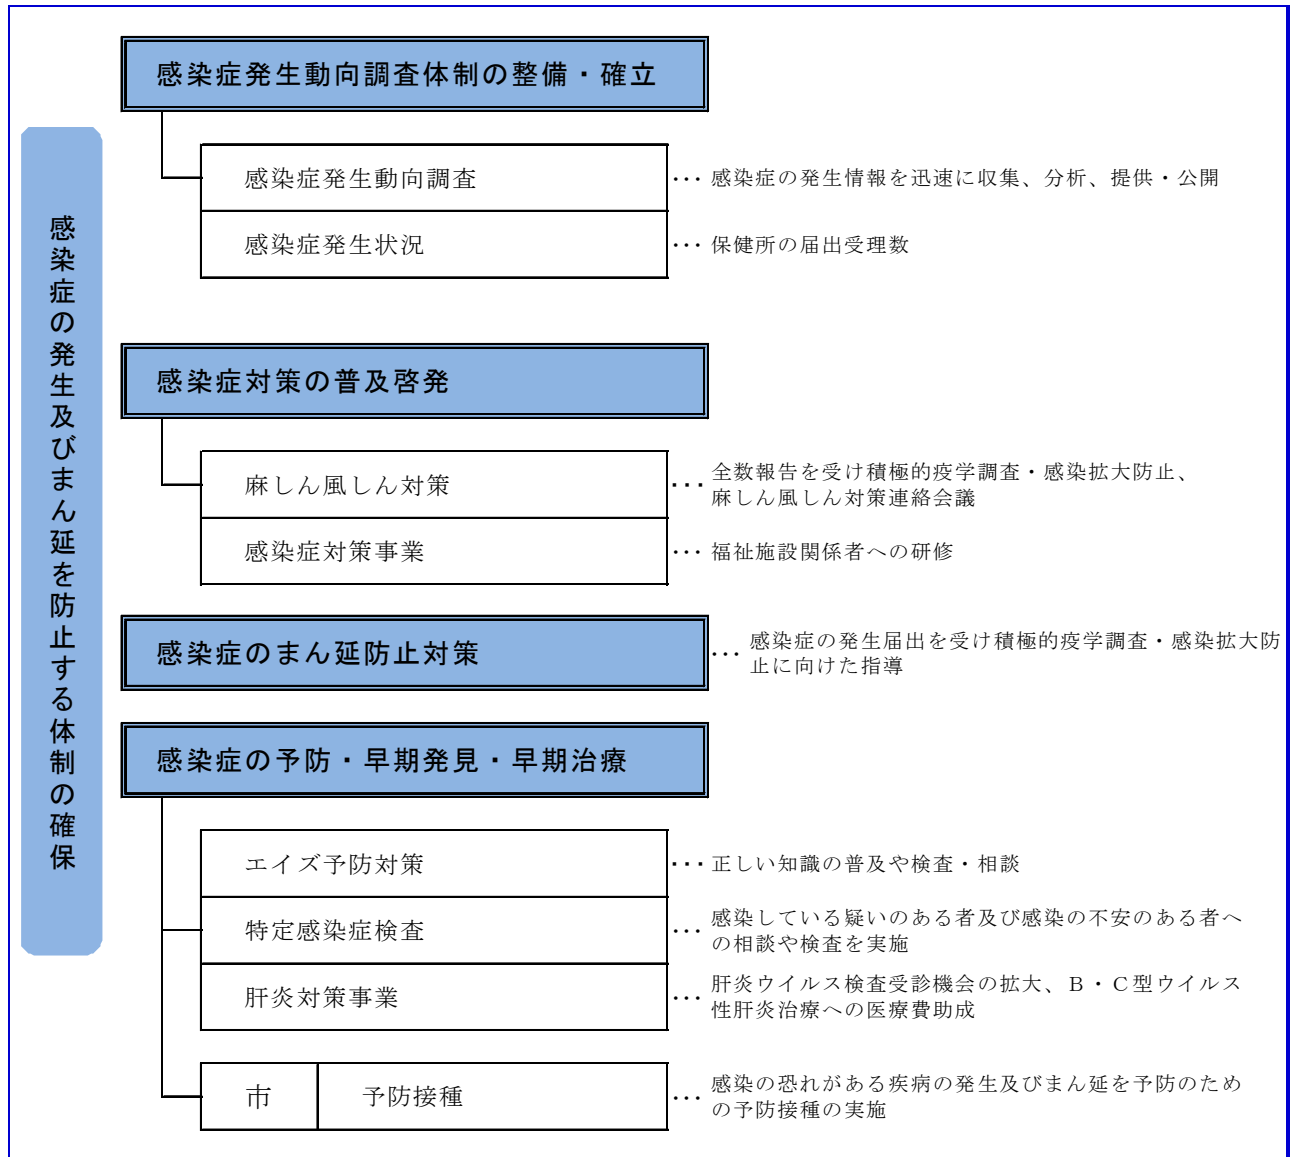 感染症の発生及びまん延を防止する体制の確保
感染症発生動向調査体制の整備・確立
感染症発生動向調査
･･･ 感染症の発生情報を迅速に収集、分析、提供・公開
感染症発生状況
･･･ 保健所の届出受理数
感染症対策の普及啓発
麻しん風しん対策
･･･ 全数報告を受け積極的疫学調査・感染拡大防止、
麻しん風しん対策連絡会議
感染症対策事業
･･･ 福祉施設関係者への研修
感染症のまん延防止対策
･･･ 感染症の発生届出を受け積極的疫学調査・感染拡大防
止に向けた指導
感染症の予防・早期発見・早期治療
エイズ予防対策
･･･ 正しい知識の普及や検査・相談
特定感染症検査
･･･ 感染している疑いのある者及び感染の不安のある者へ
の相談や検査を実施
肝炎対策事業
･･･ 肝炎ウイルス検査受診機会の拡大、Ｂ・Ｃ型ウイルス
性肝炎治療への医療費助成
市 予防接種
･･･ 感染の恐れがある疾病の発生及びまん延を予防のため
の予防接種の実施